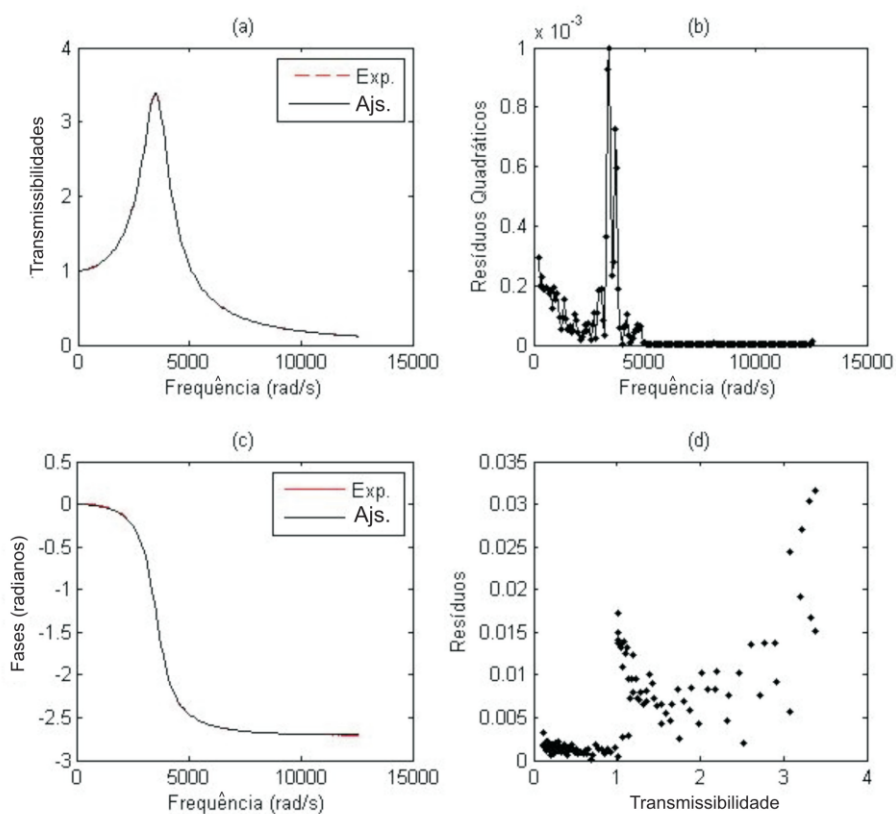 (a)
Transmissibilidades
4
3
2
1
0
0 5000 10000 15000
Frequência (rad/s)
Exp.
Ajs.
(b)
x 10⁻³
Resíduos Quadráticos
1
0.8
0.6
0.4
0.2
0
0 5000 10000 15000
Frequência (rad/s)
(c)
Fases (radianos)
0.5
0
-0.5
-1
-1.5
-2
-2.5
-3
0 5000 10000 15000
Frequência (rad/s)
Exp.
Ajs.
(d)
Resíduos
0.035
0.03
0.025
0.02
0.015
0.01
0.005
0
0 1 2 3 4
Transmissibilidade